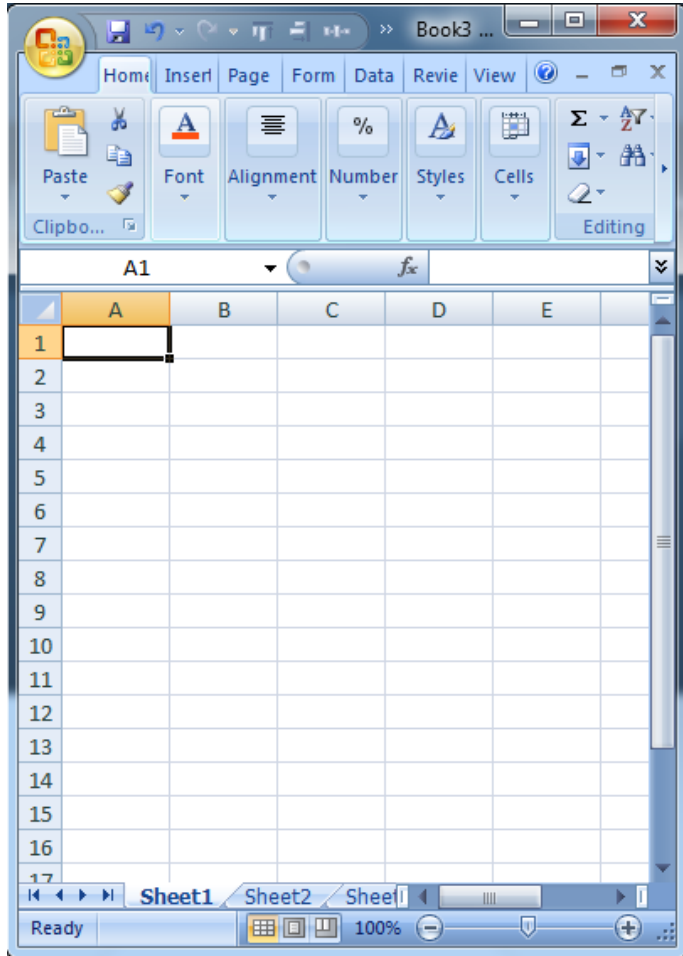 Book3 ...
Home Insert Page Form Data Revie View
Σ A Z
A % A
Paste Font Alignment Number Styles Cells
Clipbo... Editing
A1 fx
A B C D E
1
2
3
4
5
6
7
8
9
10
11
12
13
14
15
16
17
Sheet1 Sheet2 Sheet
Ready 100%